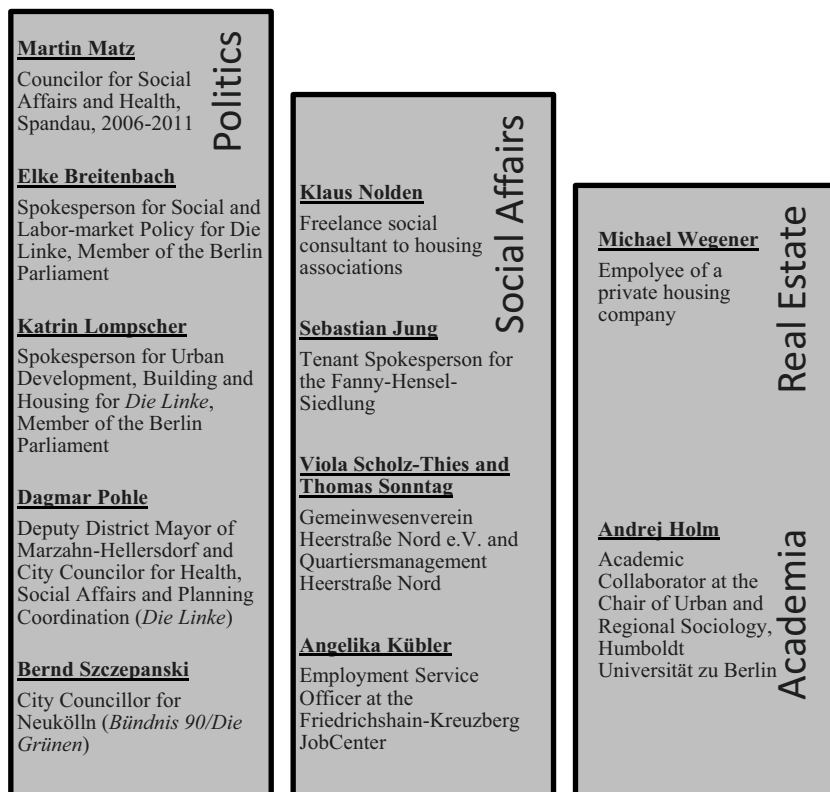 Politics
Martin Matz
Councilor for Social
Affairs and Health,
Spandau, 2006-2011
Elke Breitenbach
Spokesperson for Social and
Labor-market Policy for Die
Linke, Member of the Berlin
Parliament
Katrin Lompscher
Spokesperson for Urban
Development, Building and
Housing for Die Linke,
Member of the Berlin
Parliament
Dagmar Pohle
Deputy District Mayor of
Marzahn-Hellersdorf and
City Councilor for Health,
Social Affairs and Planning
Coordination (Die Linke)
Bernd Szczepanski
City Councillor for
Neukölln (Bündnis 90/Die
Grünen)
Social Affairs
Klaus Nolden
Freelance social
consultant to housing
associations
Sebastian Jung
Tenant Spokesperson for
the Fanny-Hensel-
Siedlung
Viola Scholz-Thies and
Thomas Sonntag
Gemeinwesenverein
Heerstraße Nord e.V. and
Quartiersmanagement
Heerstraße Nord
Angelika Kübler
Employment Service
Officer at the
Friedrichshain-Kreuzberg
JobCenter
Real Estate
Michael Wegener
Empolyee of a
private housing
company
Academia
Andrej Holm
Academic
Collaborator at the
Chair of Urban and
Regional Sociology,
Humboldt
Universität zu Berlin